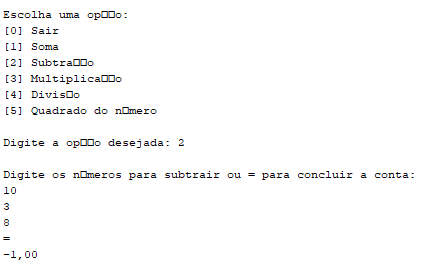 Escolha uma op□□o:
[0] Sair
[1] Soma
[2] Subtra□□o
[3] Multiplica□□o
[4] Divis□o
[5] Quadrado do n□mero
Digite a op□□o desejada: 2
Digite os n□meros para subtrair ou = para concluir a conta:
10
3
8
=
-1,00